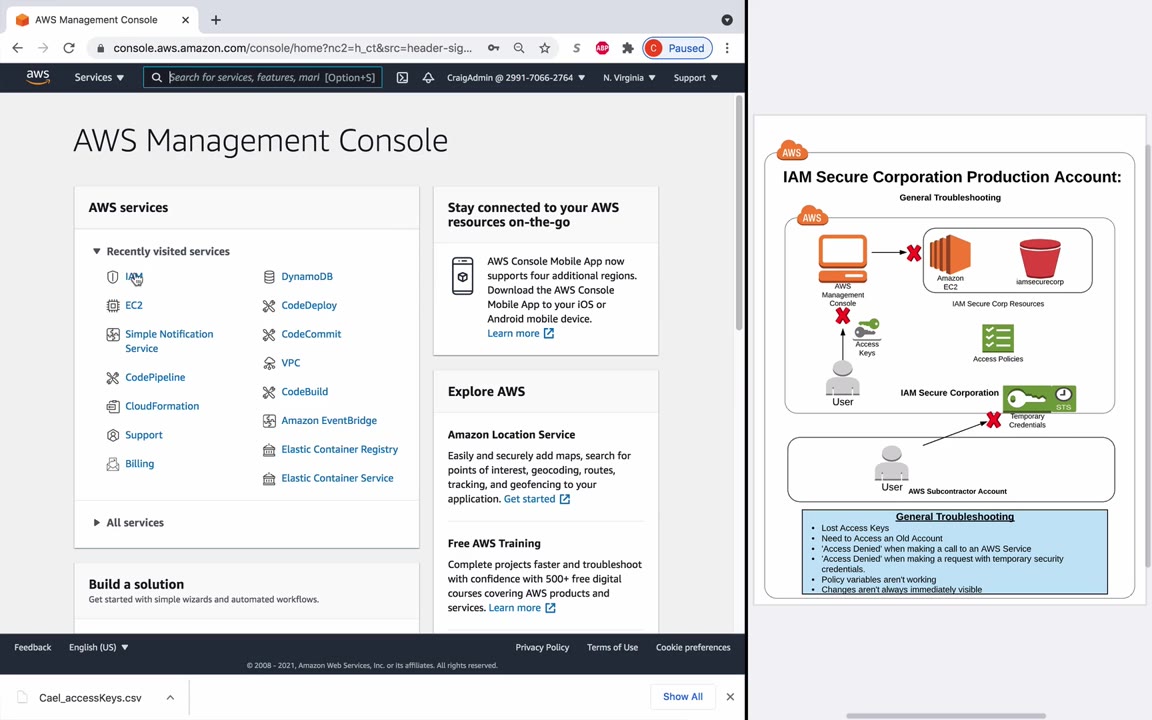 AWS Management Console
console.aws.amazon.com/console/home?nc2=h_ct&src=header-sig...
S
ABP
C Paused
aws
Services
Search for services, features, mari [Option+S]
CraigAdmin @ 2991-7066-2764
N. Virginia
Support
AWS Management Console
AWS services
Recently visited services
IAM
EC2
Simple Notification
Service
CodePipeline
CloudFormation
Support
Billing
DynamoDB
CodeDeploy
CodeCommit
VPC
CodeBuild
Amazon EventBridge
Elastic Container Registry
Elastic Container Service
All services
Build a solution
Get started with simple wizards and automated workflows.
Stay connected to your AWS
resources on-the-go
AWS Console Mobile App now
supports four additional regions.
Download the AWS Console
Mobile App to your iOS or
Android mobile device.
Learn more
Explore AWS
Amazon Location Service
Easily and securely add maps, search for
points of interest, geocoding, routes,
tracking, and geofencing to your
application. Get started
Free AWS Training
Complete projects faster and troubleshoot
with confidence with 500+ free digital
courses covering AWS products and
services. Learn more
Feedback
English (US)
Privacy Policy
Terms of Use
Cookie preferences
© 2008 - 2021, Amazon Web Services, Inc. or its affiliates. All rights reserved.
Cael_accessKeys.csv
Show All
AWS
IAM Secure Corporation Production Account:
General Troubleshooting
AWS
AWS
Management
Console
Amazon
EC2
iamsecurecorp
IAM Secure Corp Resources
Access
Keys
Access Policies
User
IAM Secure Corporation
STS
Temporary
Credentials
User
AWS Subcontractor Account
General Troubleshooting
• Lost Access Keys
• Need to Access an Old Account
• 'Access Denied' when making a call to an AWS Service
• 'Access Denied' when making a request with temporary security
credentials.
• Policy variables aren't working
• Changes aren't always immediately visible